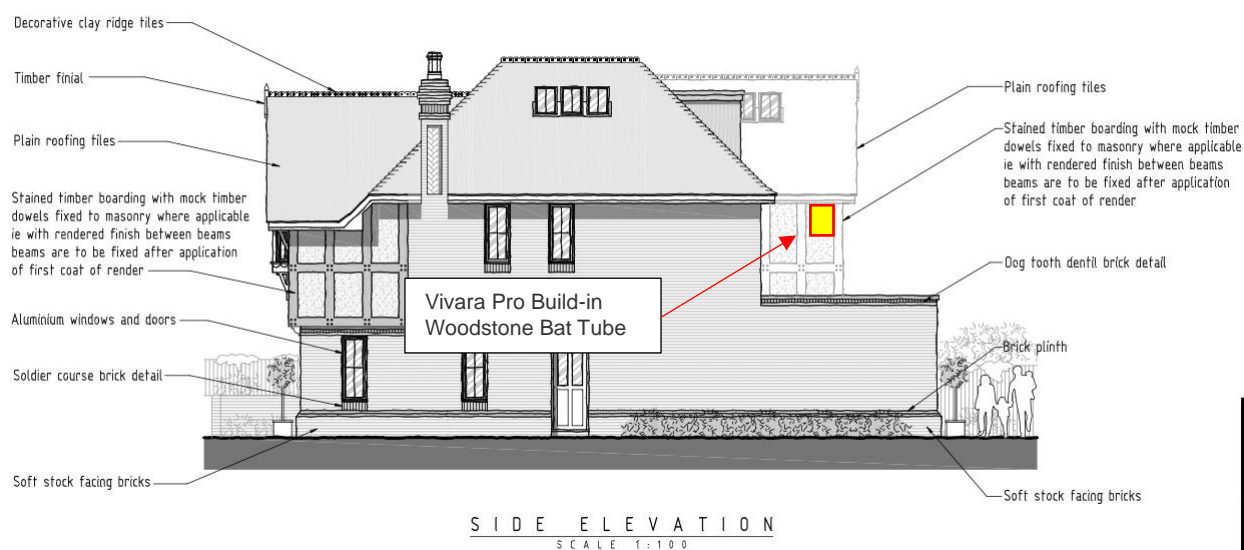 Decorative clay ridge tiles
Timber finial
Plain roofing tiles
Stained timber boarding with mock timber
dowels fixed to masonry where applicable
ie with rendered finish between beams
beams are to be fixed after application
of first coat of render
Aluminium windows and doors
Soldier course brick detail
Soft stock facing bricks
Vivara Pro Build-in
Woodstone Bat Tube
Plain roofing tiles
Stained timber boarding with mock timber
dowels fixed to masonry where applicable
ie with rendered finish between beams
beams are to be fixed after application
of first coat of render
Dog tooth dentil brick detail
Brick plinth
Soft stock facing bricks
SIDE ELEVATION
SCALE 1:100